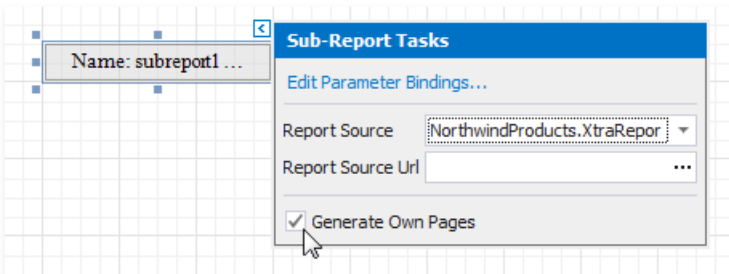 Name: subreport1 ...
Sub-Report Tasks
Edit Parameter Bindings...
Report Source NorthwindProducts.XtraRepor
Report Source Url ...
Generate Own Pages